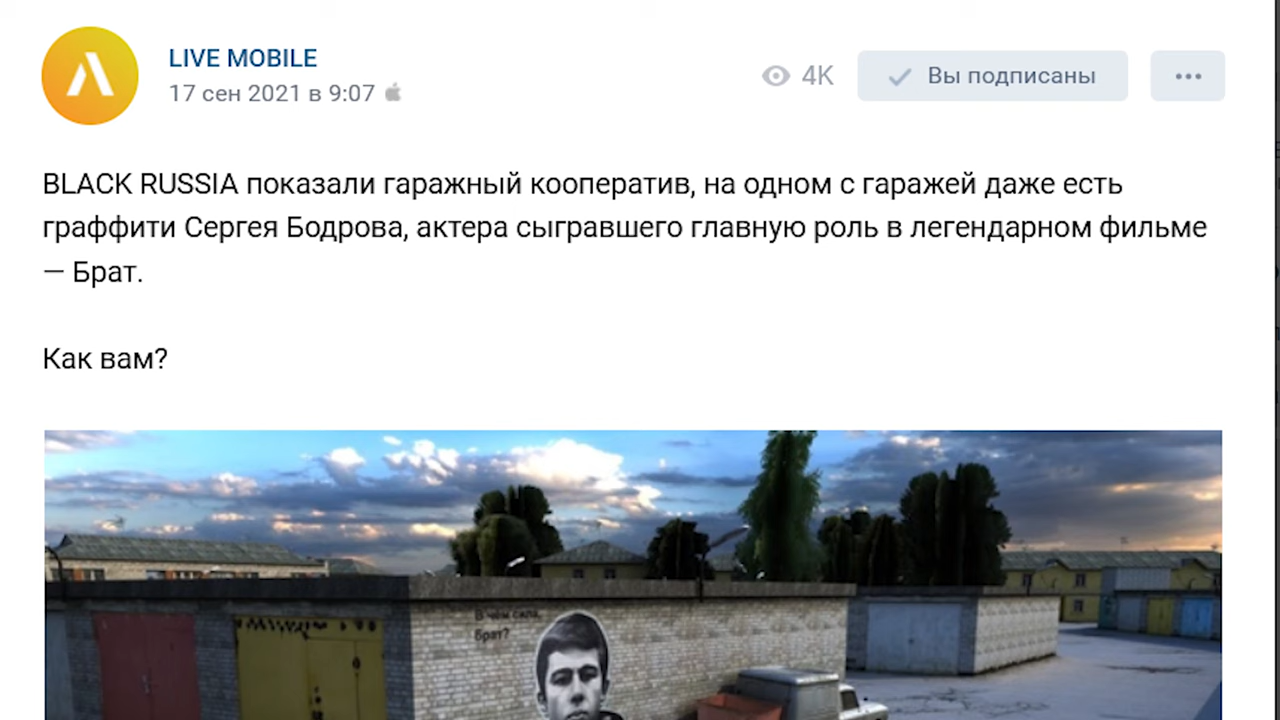 LIVE MOBILE
17 сен 2021 в 9:07
4K
Вы подписаны
BLACK RUSSIA показали гаражный кооператив, на одном с гаражей даже есть
граффити Сергея Бодрова, актера сыгравшего главную роль в легендарном фильме
— Брат.
Как вам?
В чём сила,
Брат?